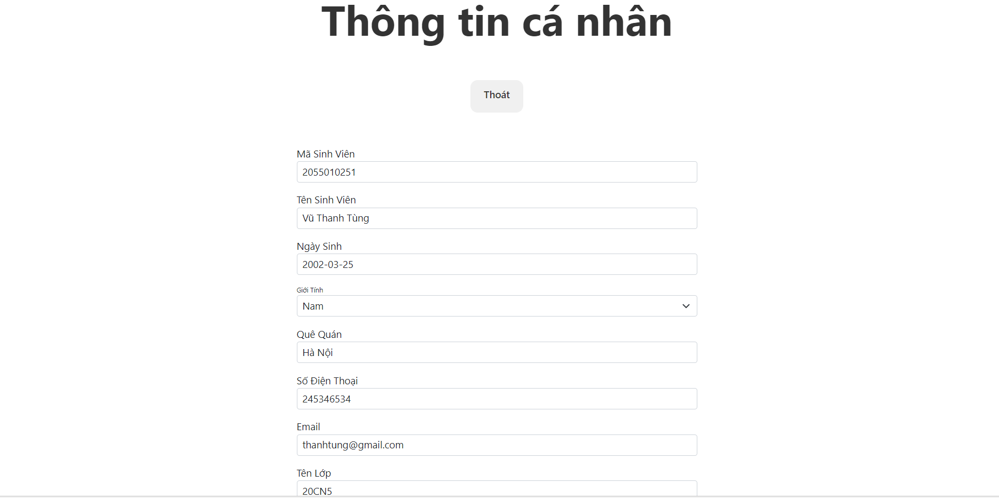 Thông tin cá nhân
Thoát
Mã Sinh Viên
2055010251
Tên Sinh Viên
Vũ Thanh Tùng
Ngày Sinh
2002-03-25
Giới Tính
Nam
Quê Quán
Hà Nội
Số Điện Thoại
245346534
Email
thanhtung@gmail.com
Tên Lớp
20CN5